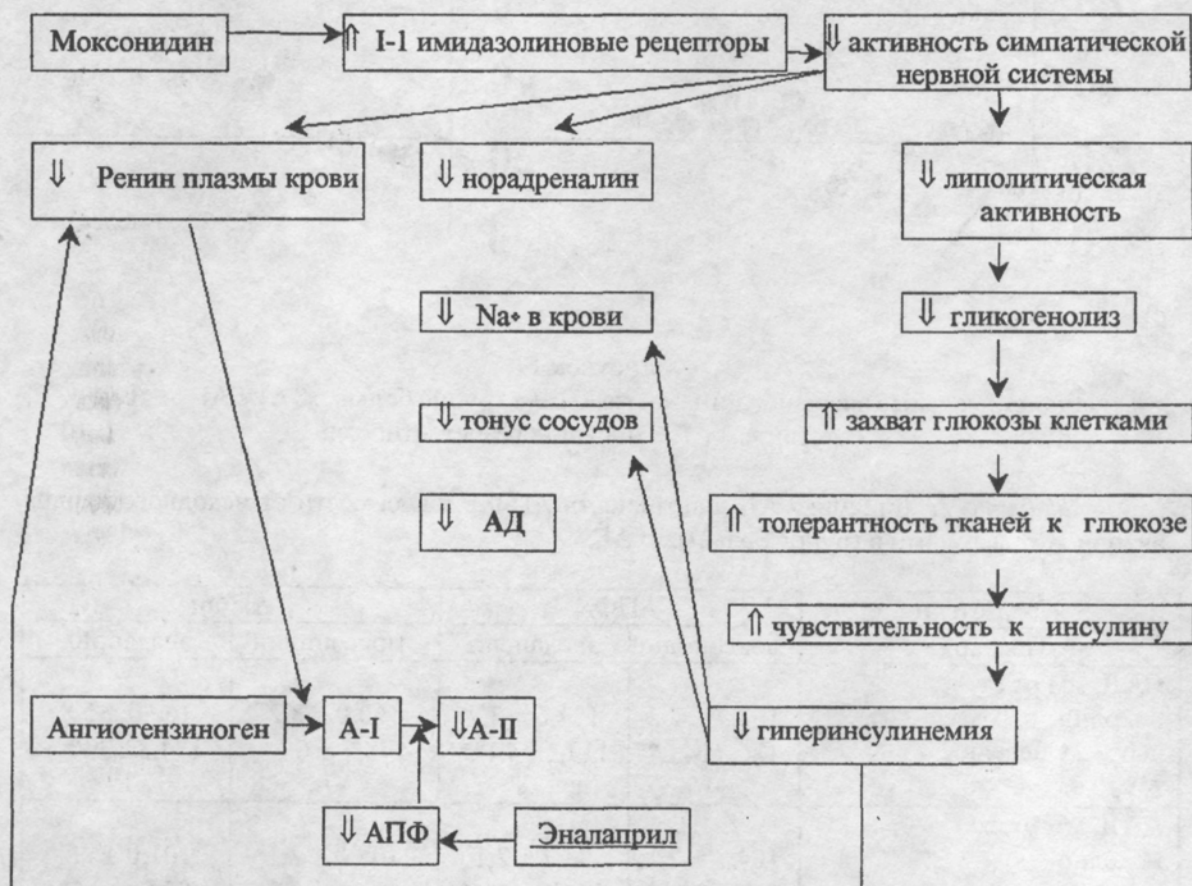 Моксонидин
⇑ I-1 имидазолиновые рецепторы
⇓ активность симпатической
нервной системы
⇓ Ренин плазмы крови
⇓ норадреналин
⇓ липолитическая
активность
⇓ Na+ в крови
⇓ гликогенолиз
⇓ тонус сосудов
⇑ захват глюкозы клетками
⇓ АД
⇑ толерантность тканей к глюкозе
⇑ чувствительность к инсулину
Ангиотензиноген
А-I
⇓А-II
⇓ гиперинсулинемия
⇓ АПФ
Эналаприл